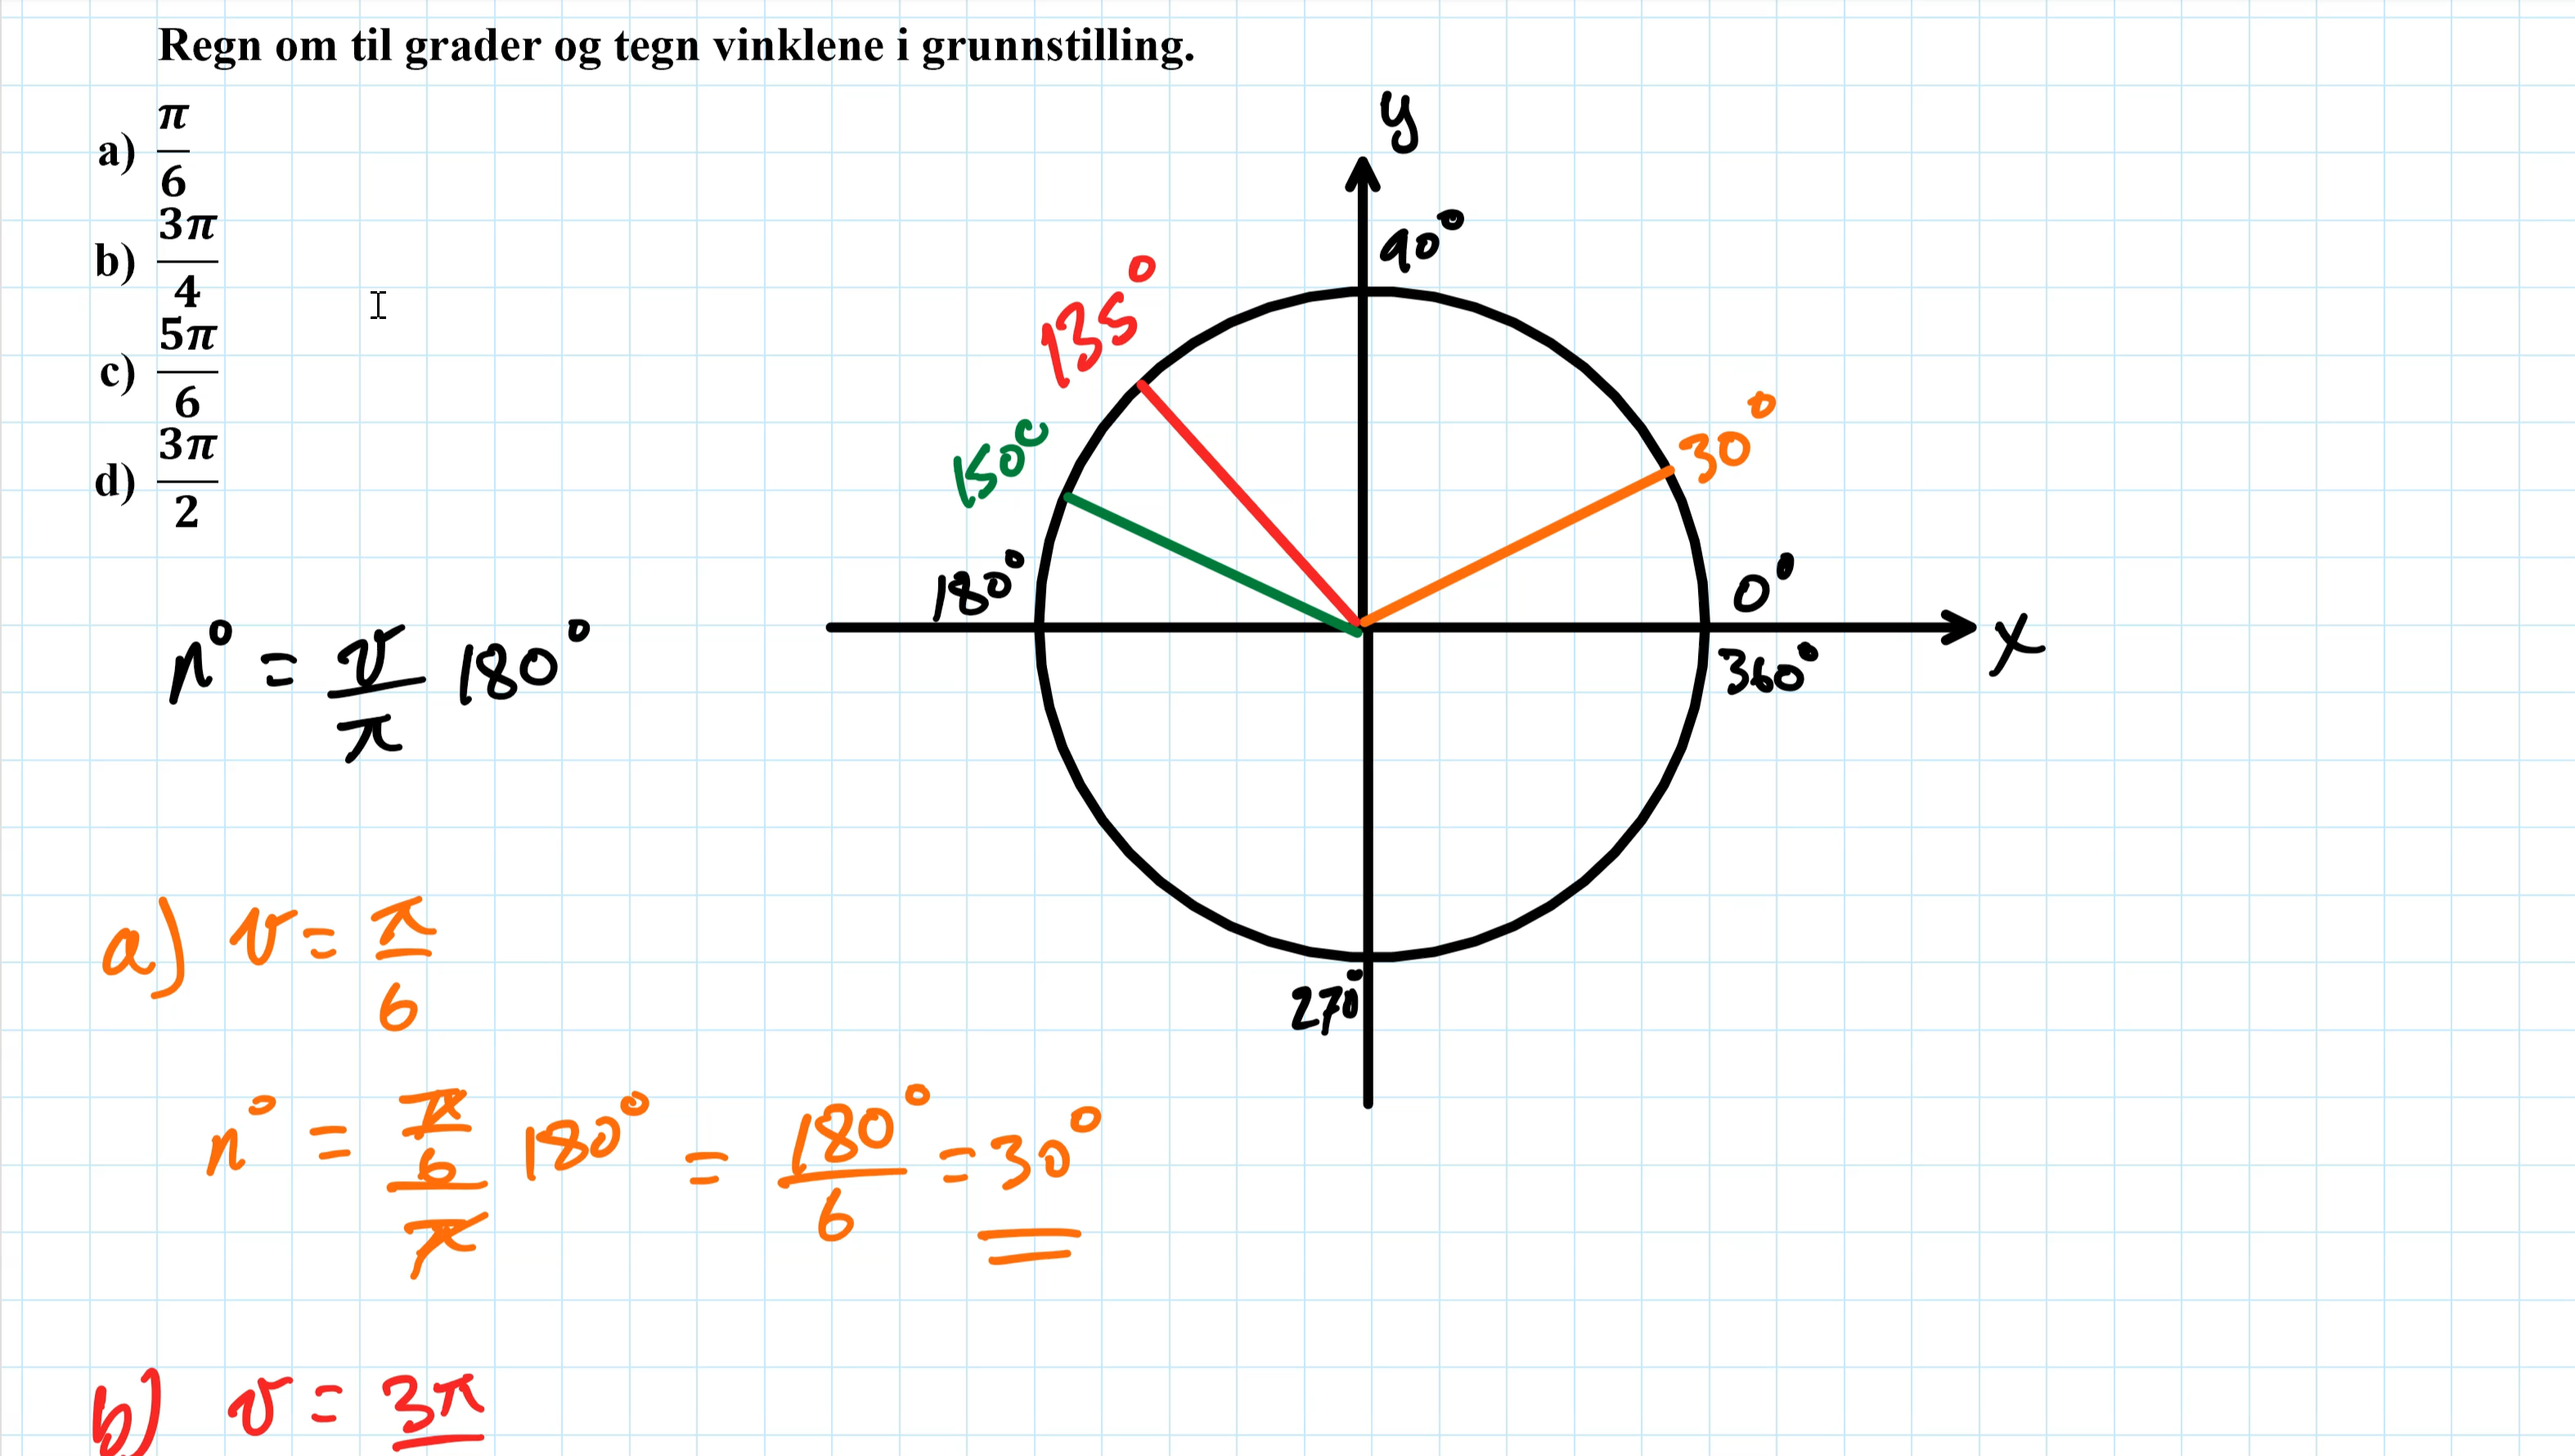 Regn om til grader og tegn vinklene i grunnstilling.
a) π/6
b) 3π/4
c) 5π/6
d) 3π/2
y
90°
135°
150°
30°
180°
0°
360°
x
270°
n° = v/π 180°
a) v = π/6
n° = (π/6)/π 180° = 180°/6 = 30°
b) v = 3π